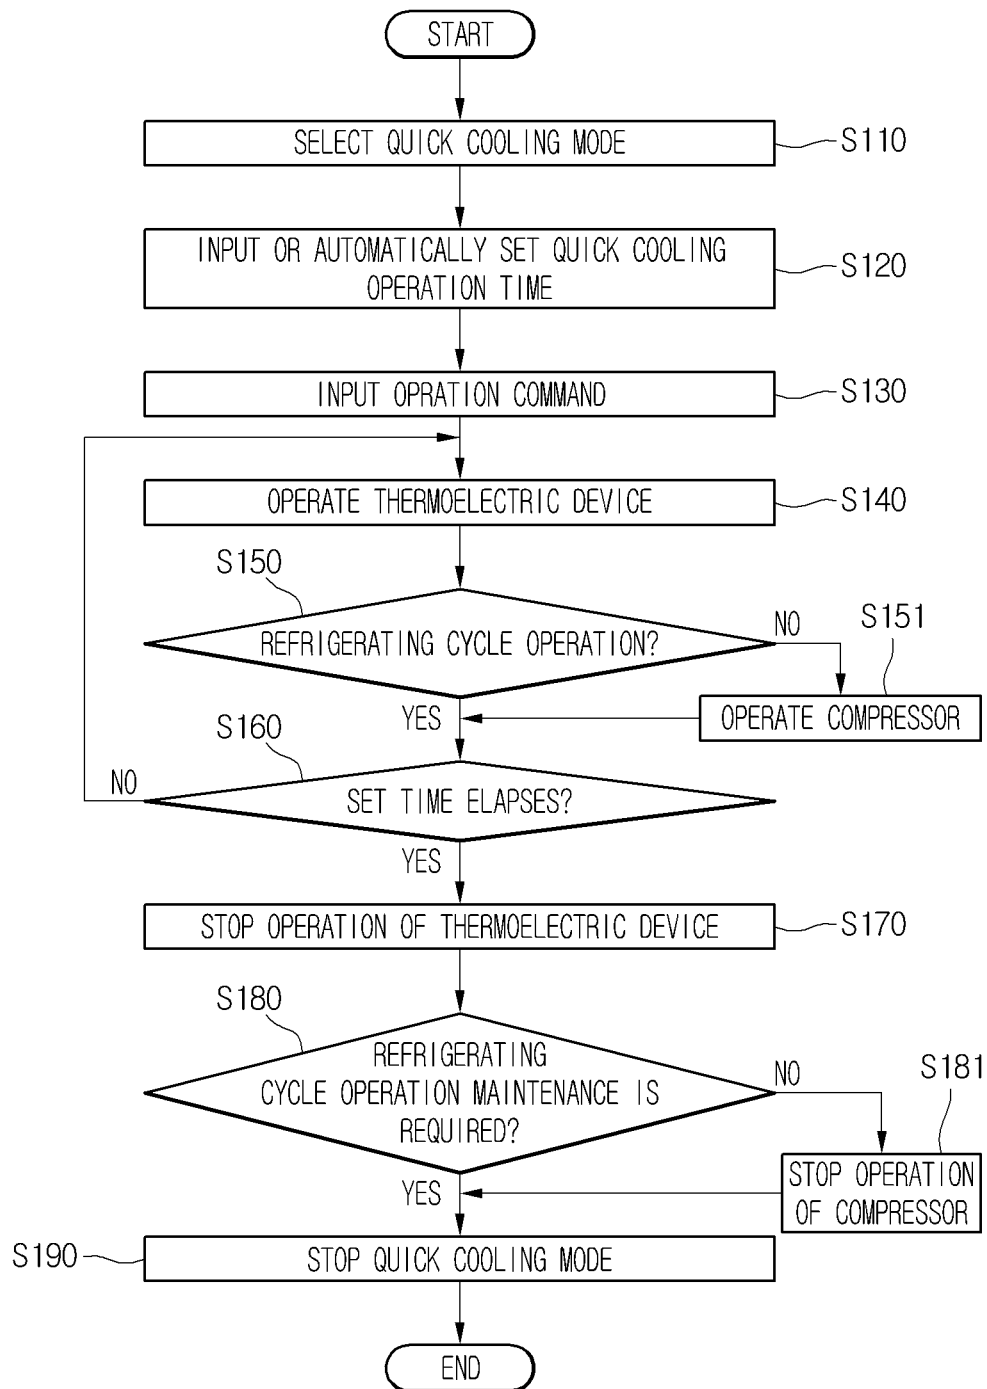 START
SELECT QUICK COOLING MODE
S110
INPUT OR AUTOMATICALLY SET QUICK COOLING
OPERATION TIME
S120
INPUT OPRATION COMMAND
S130
OPERATE THERMOELECTRIC DEVICE
S140
S150
REFRIGERATING CYCLE OPERATION?
NO
S151
OPERATE COMPRESSOR
YES
S160
SET TIME ELAPSES?
NO
YES
STOP OPERATION OF THERMOELECTRIC DEVICE
S170
S180
REFRIGERATING
CYCLE OPERATION MAINTENANCE IS
REQUIRED?
NO
S181
STOP OPERATION
OF COMPRESSOR
YES
S190
STOP QUICK COOLING MODE
END